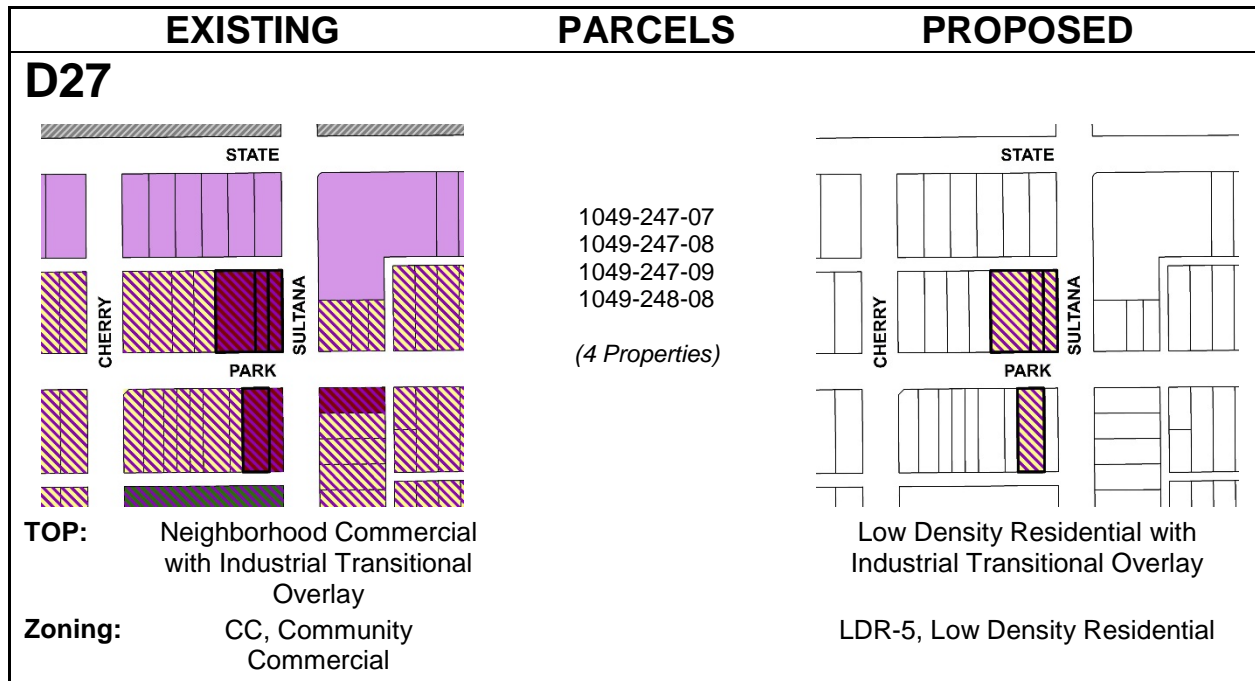 EXISTING PARCELS PROPOSED
D27
STATE
CHERRY
SULTANA
PARK
1049-247-07
1049-247-08
1049-247-09
1049-248-08
(4 Properties)
STATE
CHERRY
SULTANA
PARK
TOP: Neighborhood Commercial
with Industrial Transitional
Overlay
Low Density Residential with
Industrial Transitional Overlay
Zoning: CC, Community
Commercial
LDR-5, Low Density Residential